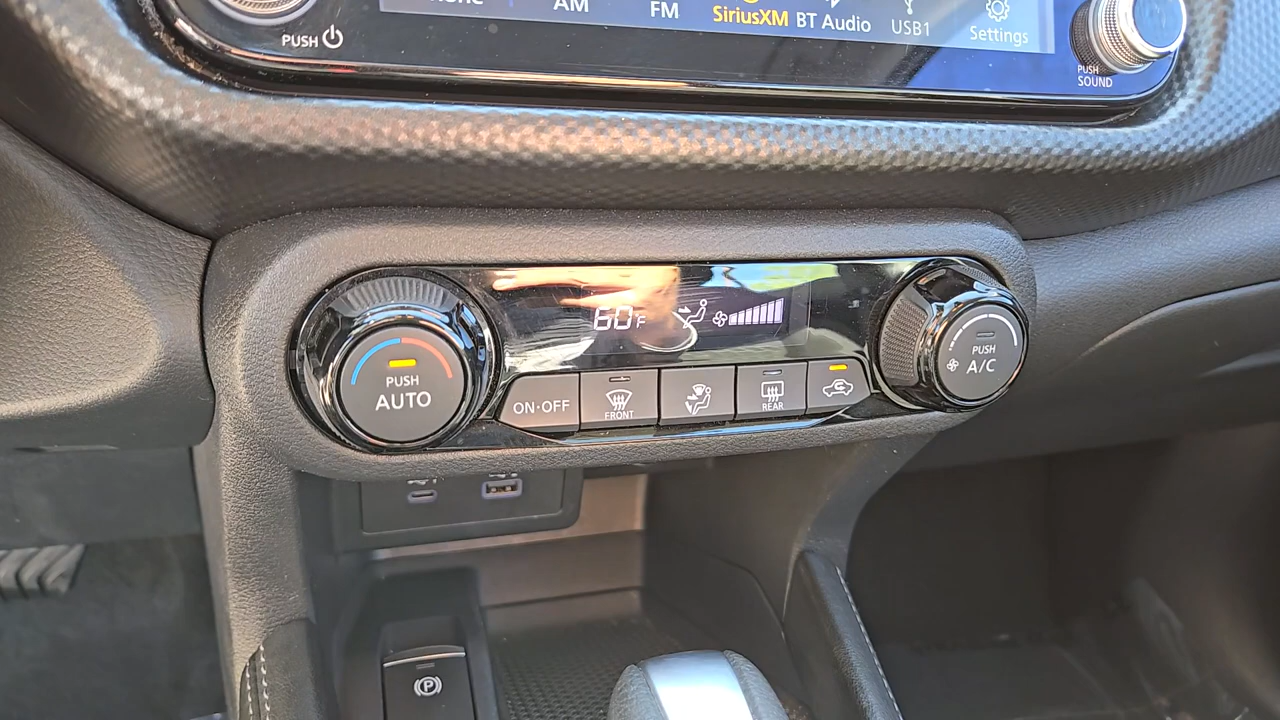 AM
FM
SiriusXM
BT Audio
USB1
Settings
PUSH
PUSH
SOUND
60°F
PUSH
AUTO
ON·OFF
FRONT
REAR
PUSH
A/C
P